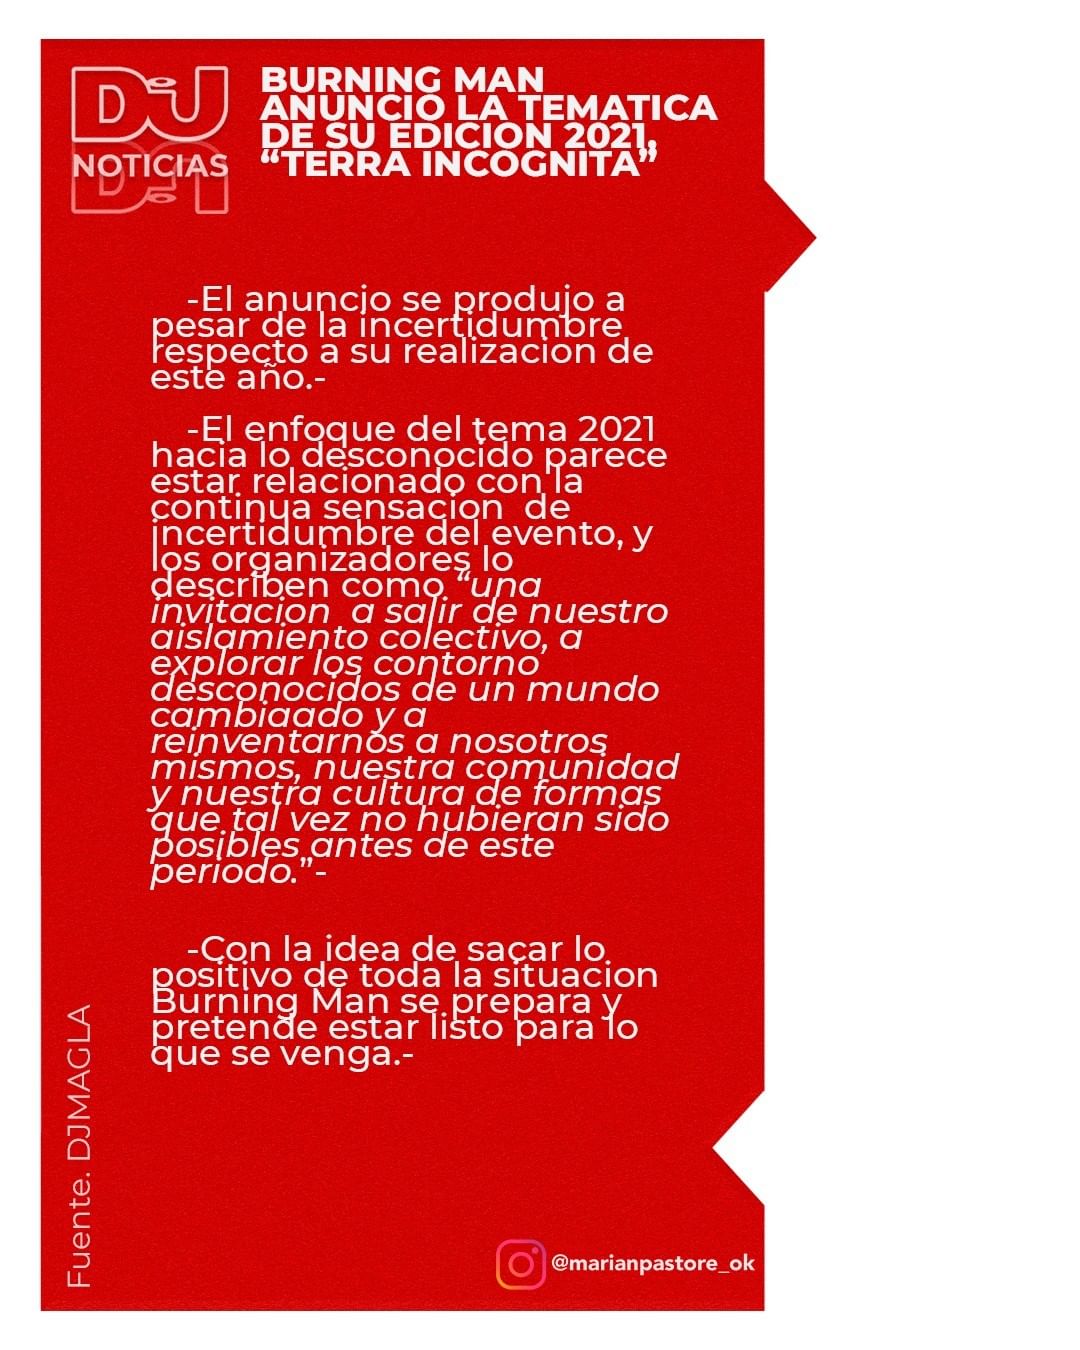 DJ
NOTICIAS
BURNING MAN
ANUNCIO LA TEMATICA
DE SU EDICION 2021,
“TERRA INCOGNITA”
-El anuncio se produjo a
pesar de la incertidumbre
respecto a su realizacion de
este año.-
-El enfoque del tema 2021
hacia lo desconocido parece
estar relacionado con la
continua sensacion de
incertidumbre del evento, y
los organizadores lo
describen como “una
invitacion a salir de nuestro
aislamiento colectivo, a
explorar los contorno
desconocidos de un mundo
cambiaado y a
reinventarnos a nosotros
mismos, nuestra comunidad
y nuestra cultura de formas
que tal vez no hubieran sido
posibles antes de este
periodo.”-
-Con la idea de sacar lo
positivo de toda la situacion
Burning Man se prepara y
pretende estar listo para lo
que se venga.-
Fuente. DJMAGLA
@marianpastore_ok